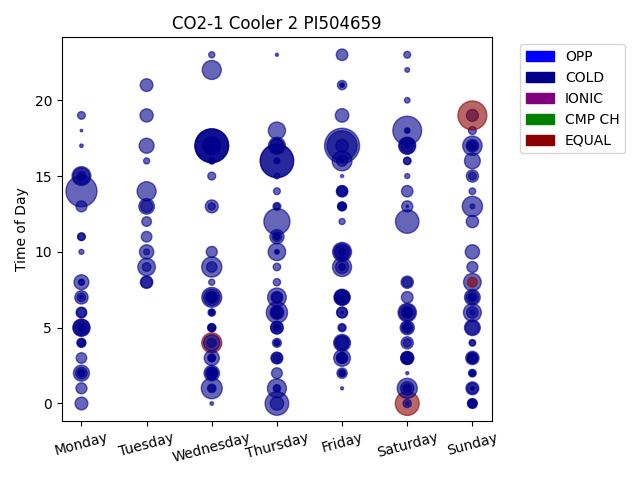 CO2-1 Cooler 2 PI504659
OPP
COLD
IONIC
CMP CH
EQUAL
Time of Day
20
15
10
5
0
Monday
Tuesday
Wednesday
Thursday
Friday
Saturday
Sunday